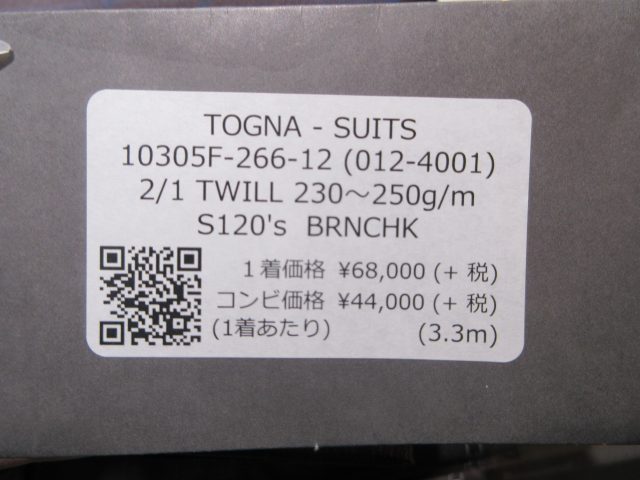 TOGNA - SUITS
10305F-266-12 (012-4001)
2/1 TWILL 230～250g/m
S120's BRNCHK
１着価格 ¥68,000 (+ 税)
コンビ価格 ¥44,000 (+ 税)
(1着あたり) (3.3m)